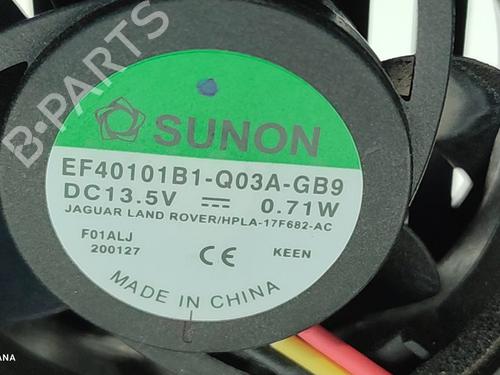 B-PARTS
SUNON
EF40101B1-Q03A-GB9
DC13.5V 0.71W
JAGUAR LAND ROVER/HPLA-17F682-AC
F01ALJ
200127 CE KEEN
MADE IN CHINA
ANA